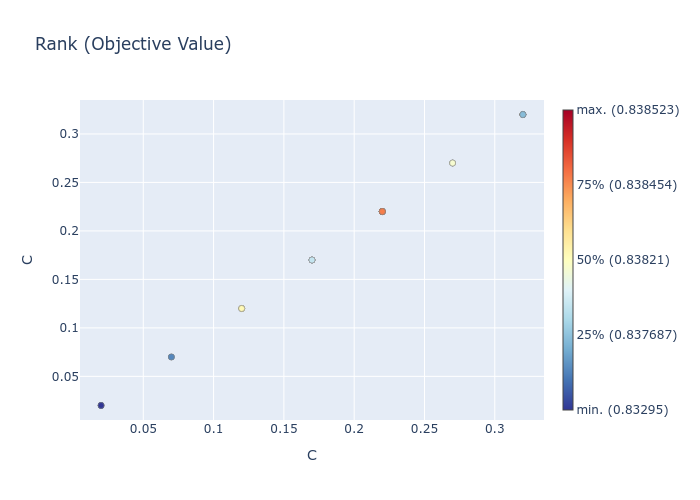 Rank (Objective Value)
max. (0.838523)
75% (0.838454)
50% (0.83821)
25% (0.837687)
min. (0.83295)
C
0.3
0.25
0.2
0.15
0.1
0.05
0.05 0.1 0.15 0.2 0.25 0.3
C